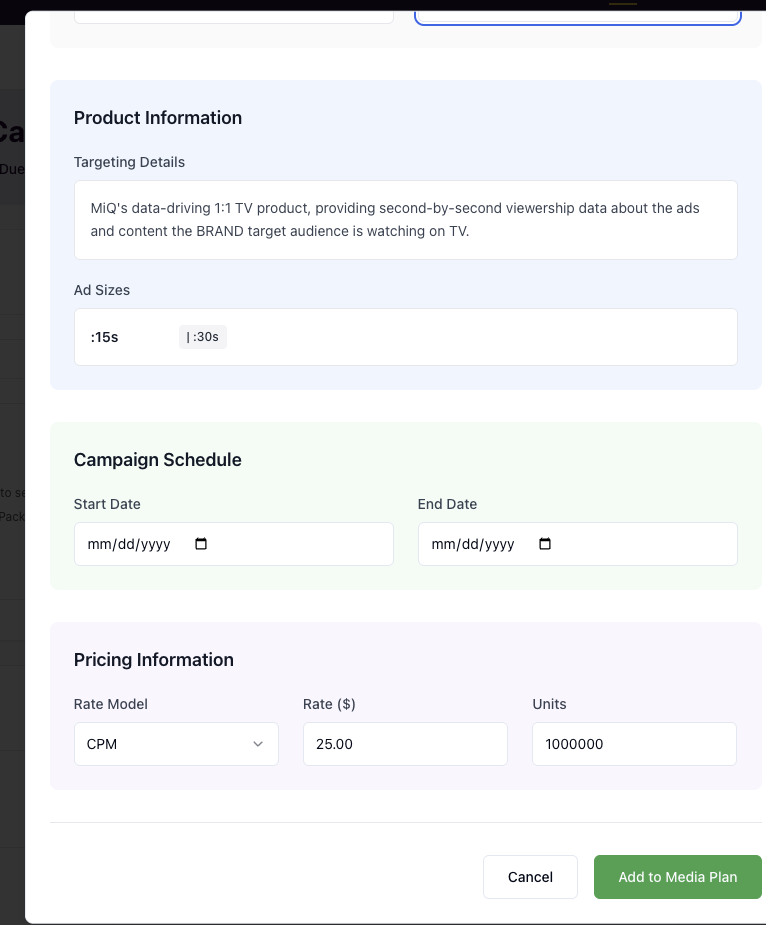 Ca
Due
Product Information
Targeting Details
MiQ's data-driving 1:1 TV product, providing second-by-second viewership data about the ads
and content the BRAND target audience is watching on TV.
Ad Sizes
:15s | :30s
to se
Pack
Campaign Schedule
Start Date End Date
mm/dd/yyyy mm/dd/yyyy
Pricing Information
Rate Model Rate ($) Units
CPM 25.00 1000000
Cancel Add to Media Plan